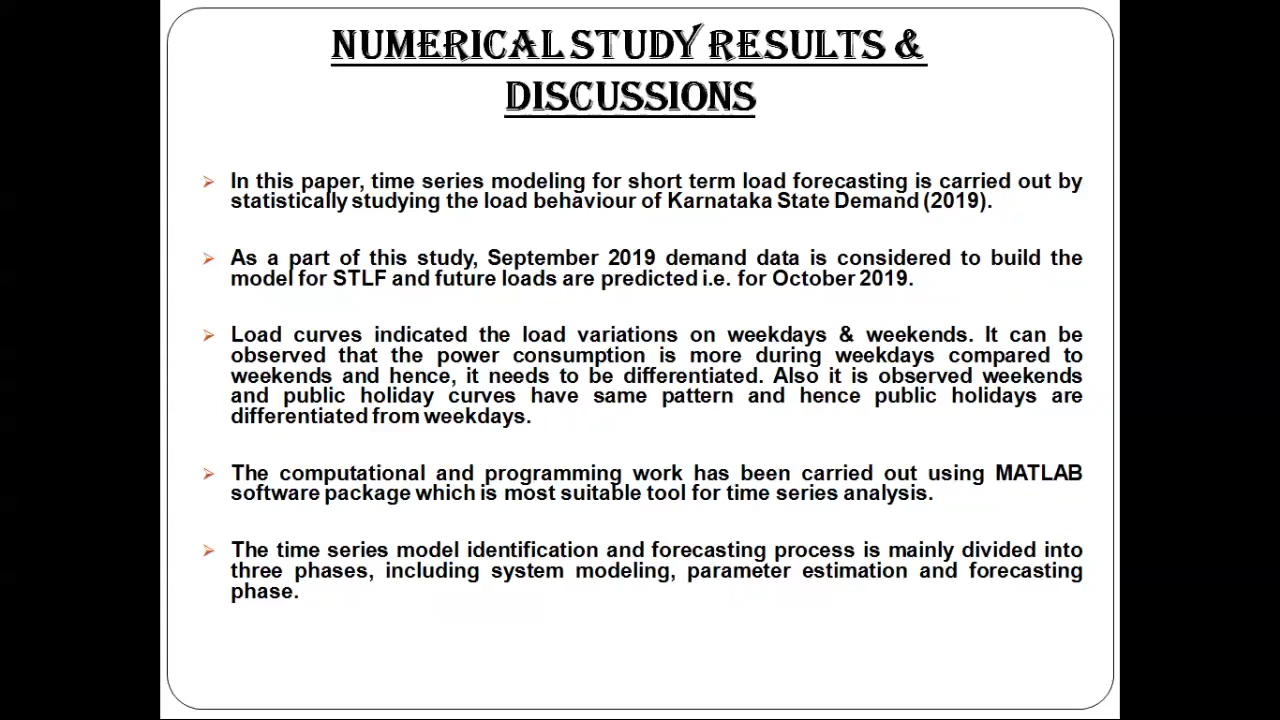 NUMERICAL STUDY RESULTS &
DISCUSSIONS
In this paper, time series modeling for short term load forecasting is carried out by
statistically studying the load behaviour of Karnataka State Demand (2019).
As a part of this study, September 2019 demand data is considered to build the
model for STLF and future loads are predicted i.e. for October 2019.
Load curves indicated the load variations on weekdays & weekends. It can be
observed that the power consumption is more during weekdays compared to
weekends and hence, it needs to be differentiated. Also it is observed weekends
and public holiday curves have same pattern and hence public holidays are
differentiated from weekdays.
The computational and programming work has been carried out using MATLAB
software package which is most suitable tool for time series analysis.
The time series model identification and forecasting process is mainly divided into
three phases, including system modeling, parameter estimation and forecasting
phase.